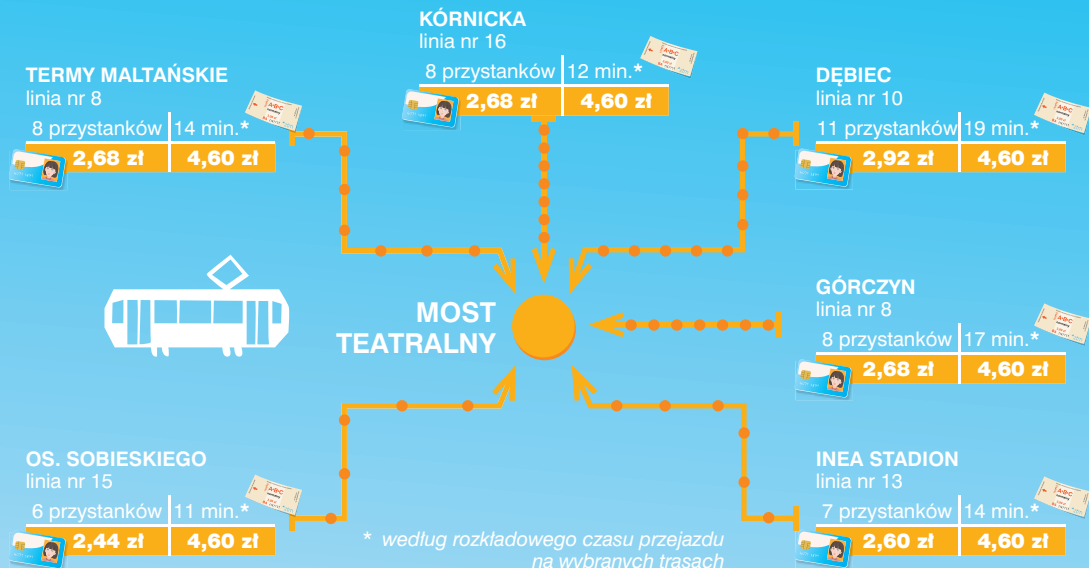 KÓRNICKA
linia nr 16
8 przystanków 12 min.*
2,68 zł 4,60 zł
TERMY MALTAŃSKIE
linia nr 8
8 przystanków 14 min.*
2,68 zł 4,60 zł
DĘBIEC
linia nr 10
11 przystanków 19 min.*
2,92 zł 4,60 zł
MOST
TEATRALNY
GÓRCZYN
linia nr 8
8 przystanków 17 min.*
2,68 zł 4,60 zł
OS. SOBIESKIEGO
linia nr 15
6 przystanków 11 min.*
2,44 zł 4,60 zł
INEA STADION
linia nr 13
7 przystanków 14 min.*
2,60 zł 4,60 zł
* według rozkładowego czasu przejazdu
na wybranych trasach